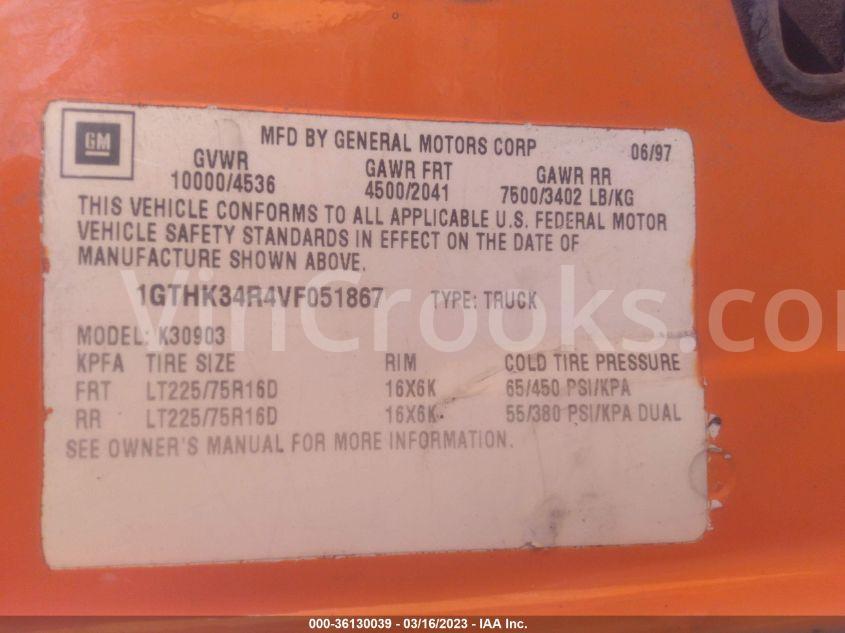 GM
MFD BY GENERAL MOTORS CORP 06/97
GVWR GAWR FRT GAWR RR
10000/4536 4500/2041 7500/3402 LB/KG
THIS VEHICLE CONFORMS TO ALL APPLICABLE U.S. FEDERAL MOTOR
VEHICLE SAFETY STANDARDS IN EFFECT ON THE DATE OF
MANUFACTURE SHOWN ABOVE.
1GTHK34R4VF051867 TYPE: TRUCK
VinCrooks.com
MODEL: K30903
KPFA TIRE SIZE RIM COLD TIRE PRESSURE
FRT LT225/75R16D 16X6K 65/450 PSI/KPA
RR LT225/75R16D 16X6K 55/380 PSI/KPA DUAL
SEE OWNER'S MANUAL FOR MORE INFORMATION.
000-36130039 - 03/16/2023 - IAA Inc.